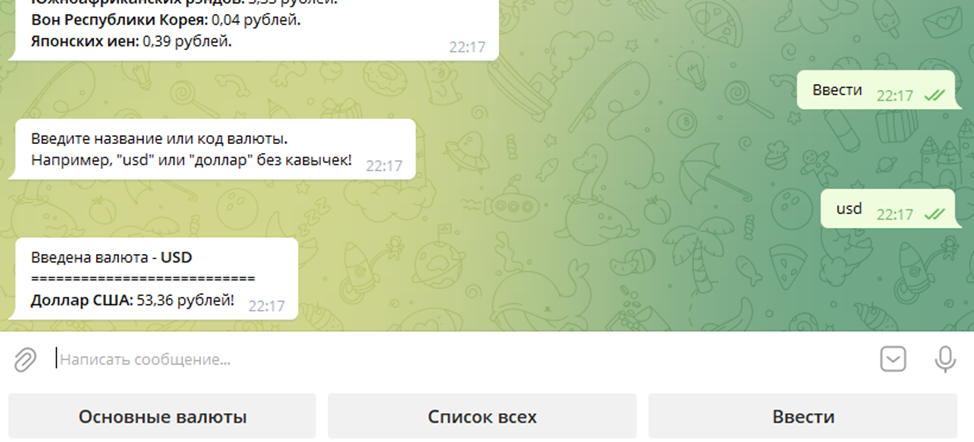 Южноафриканских рэндов: 3,33 рублей.
Вон Республики Корея: 0,04 рублей.
Японских иен: 0,39 рублей.
22:17
Ввести 22:17
Введите название или код валюты.
Например, "usd" или "доллар" без кавычек! 22:17
usd 22:17
Введена валюта - USD
===========================
Доллар США: 53,36 рублей! 22:17
Написать сообщение...
Основные валюты
Список всех
Ввести